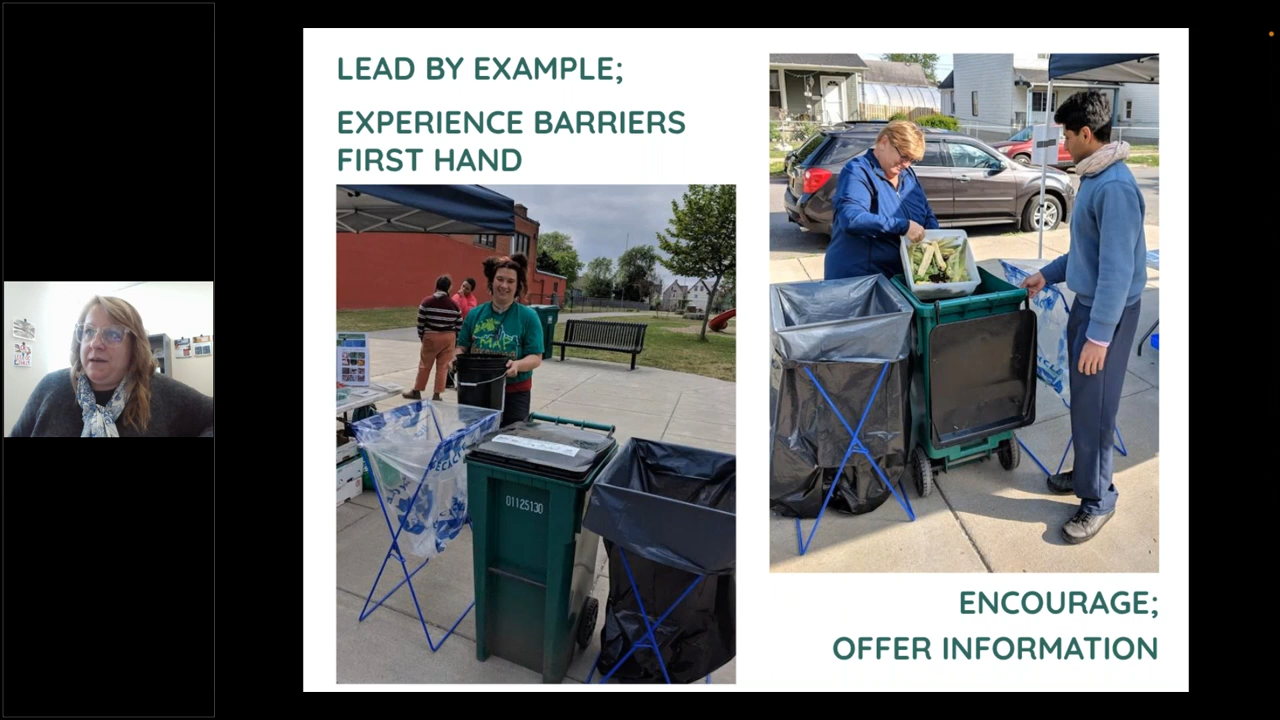 LEAD BY EXAMPLE;
EXPERIENCE BARRIERS
FIRST HAND
01125130
ENCOURAGE;
OFFER INFORMATION